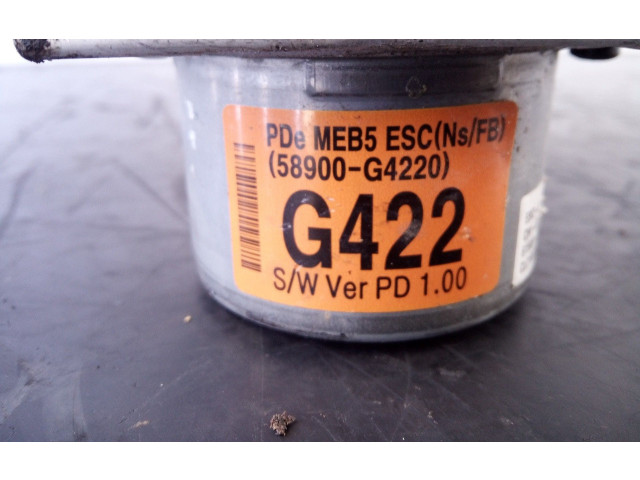 PDe MEB5 ESC(Ns/FB)
(58900-G4220)
G422
S/W Ver PD 1.00